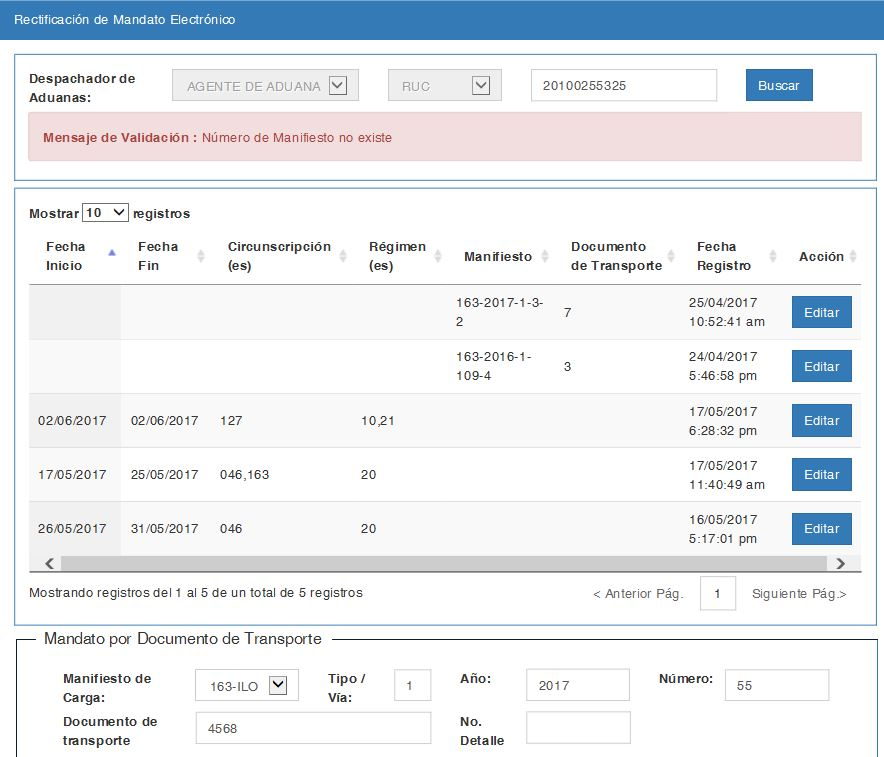 Rectificación de Mandato Electrónico
Despachador de
Aduanas:
AGENTE DE ADUANA
RUC
20100255325
Buscar
Mensaje de Validación : Número de Manifiesto no existe
Mostrar 10 registros
Fecha
Inicio
Fecha
Fin
Circunscripción
(es)
Régimen
(es)
Manifiesto
Documento
de Transporte
Fecha
Registro
Acción
163-2017-1-3-
2
7
25/04/2017
10:52:41 am
Editar
163-2016-1-
109-4
3
24/04/2017
5:46:58 pm
Editar
02/06/2017
02/06/2017
127
10,21
17/05/2017
6:28:32 pm
Editar
17/05/2017
25/05/2017
046,163
20
17/05/2017
11:40:49 am
Editar
26/05/2017
31/05/2017
046
20
16/05/2017
5:17:01 pm
Editar
Mostrando registros del 1 al 5 de un total de 5 registros
< Anterior Pág.
1
Siguiente Pág.>
Mandato por Documento de Transporte
Manifiesto de
Carga:
163-ILO
Tipo /
Vía:
1
Año:
2017
Número:
55
Documento de
transporte
4568
No.
Detalle